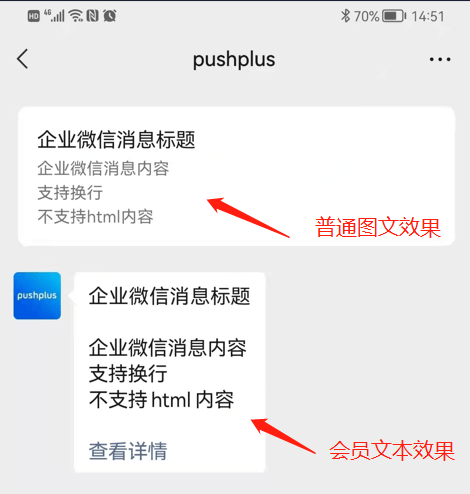 HD 4G 70% 14:51
pushplus
企业微信消息标题
企业微信消息内容
支持换行
不支持html内容
普通图文效果
pushplus
企业微信消息标题
企业微信消息内容
支持换行
不支持 html 内容
查看详情
会员文本效果